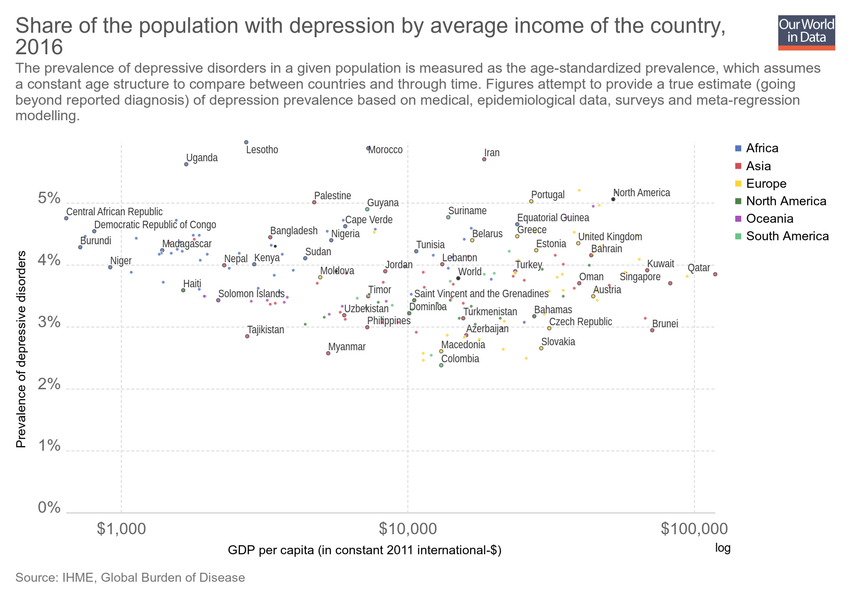 Share of the population with depression by average income of the country,
2016
Our World
in Data
The prevalence of depressive disorders in a given population is measured as the age-standardized prevalence, which assumes
a constant age structure to compare between countries and through time. Figures attempt to provide a true estimate (going
beyond reported diagnosis) of depression prevalence based on medical, epidemiological data, surveys and meta-regression
modelling.
Africa
Asia
Europe
North America
Oceania
South America
Prevalence of depressive disorders
5%
4%
3%
2%
1%
0%
Lesotho
Morocco
Iran
Uganda
Palestine
Portugal
North America
Guyana
Central African Republic
Suriname
Cape Verde
Equatorial Guinea
Democratic Republic of Congo
Bangladesh
Nigeria
Belarus
Greece
United Kingdom
Burundi
Madagascar
Tunisia
Estonia
Bahrain
Sudan
Nepal
Kenya
Lebanon
Niger
Moldova
Jordan
World
Turkey
Kuwait
Qatar
Oman
Singapore
Haiti
Solomon Islands
Timor
Saint Vincent and the Grenadines
Austria
Uzbekistan
Dominica
Turkmenistan
Bahamas
Philippines
Czech Republic
Brunei
Tajikistan
Azerbaijan
Myanmar
Macedonia
Slovakia
Colombia
$1,000
$10,000
$100,000
GDP per capita (in constant 2011 international-$)
log
Source: IHME, Global Burden of Disease